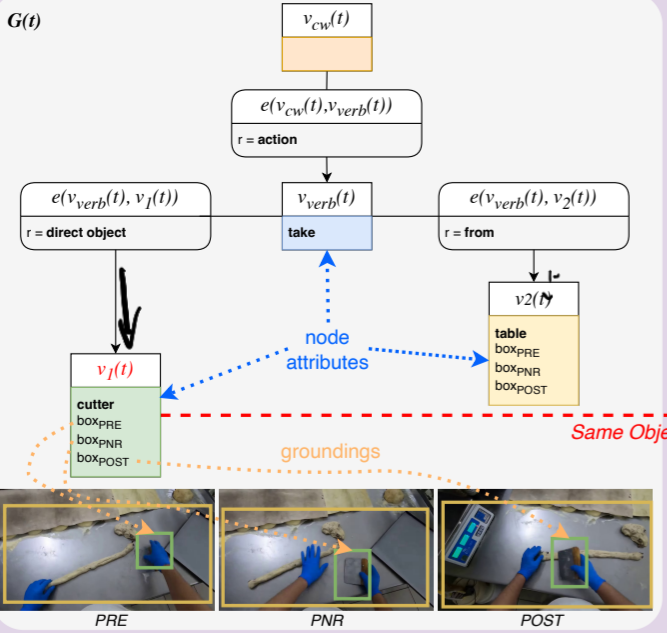 G(t)
v_cw(t)
e(v_cw(t),v_verb(t))
r = action
e(v_verb(t), v_1(t))
r = direct object
v_verb(t)
take
e(v_verb(t), v_2(t))
r = from
v2(t)
table
box_PRE
box_PNR
box_POST
node
attributes
v_1(t)
cutter
box_PRE
box_PNR
box_POST
Same Obje
groundings
PRE
PNR
POST